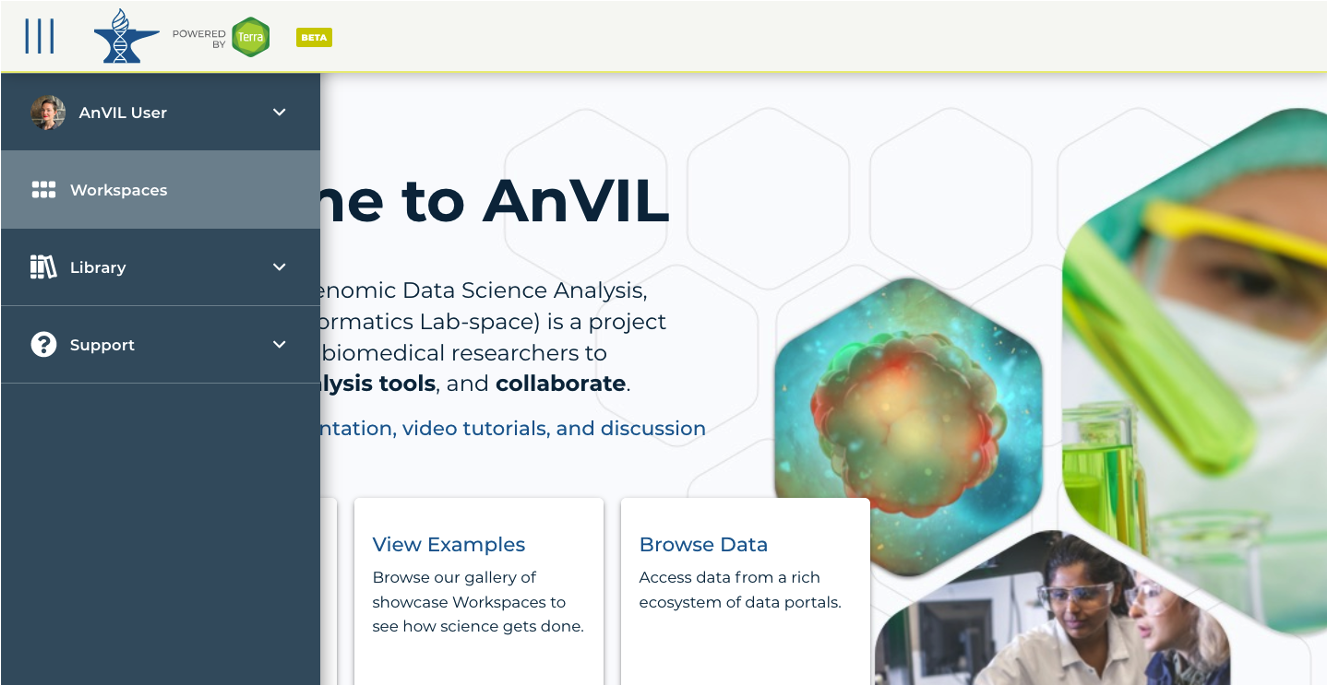 POWERED
BY
Terra
BETA
AnVIL User
Workspaces
Library
Support
ne to AnVIL
enomic Data Science Analysis,
ormatics Lab-space) is a project
biomedical researchers to
lysis tools, and collaborate.
ntation, video tutorials, and discussion
View Examples
Browse our gallery of
showcase Workspaces to
see how science gets done.
Browse Data
Access data from a rich
ecosystem of data portals.